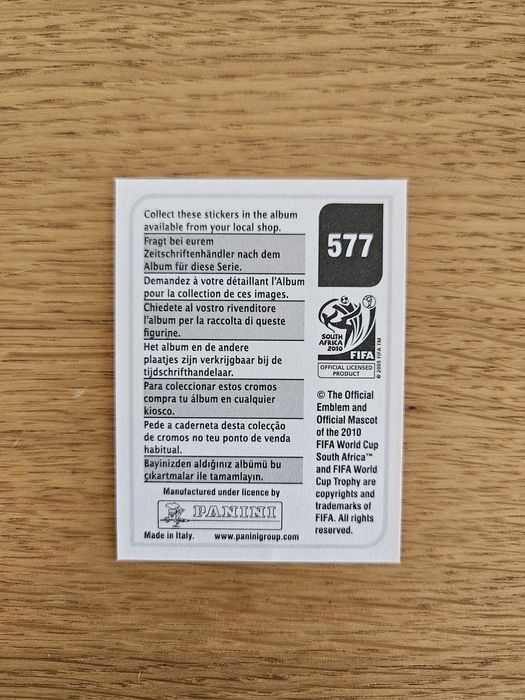 Collect these stickers in the album
available from your local shop.
Fragt bei eurem
Zeitschriftenhändler nach dem
Album für diese Serie.
Demandez à votre détaillant l'Album
pour la collection de ces images.
Chiedete al vostro rivenditore
l'album per la raccolta di queste
figurine.
Het album en de andere
plaatjes zijn verkrijgbaar bij de
tijdschrifthandelaar.
Para coleccionar estos cromos
compra tu álbum en cualquier
kiosco.
Pede a caderneta desta colecção
de cromos no teu ponto de venda
habitual.
Bayinizden aldığınız albümü bu
çıkartmalar ile tamamlayın.
Manufactured under licence by
PANINI
Made in Italy. www.paninigroup.com
577
SOUTH
AFRICA
2010
FIFA
OFFICIAL LICENSED
PRODUCT
© 2005 FIFA TM
© The Official
Emblem and
Official Mascot
of the 2010
FIFA World Cup
South Africa™
and FIFA World
Cup Trophy are
copyrights and
trademarks of
FIFA. All rights
reserved.